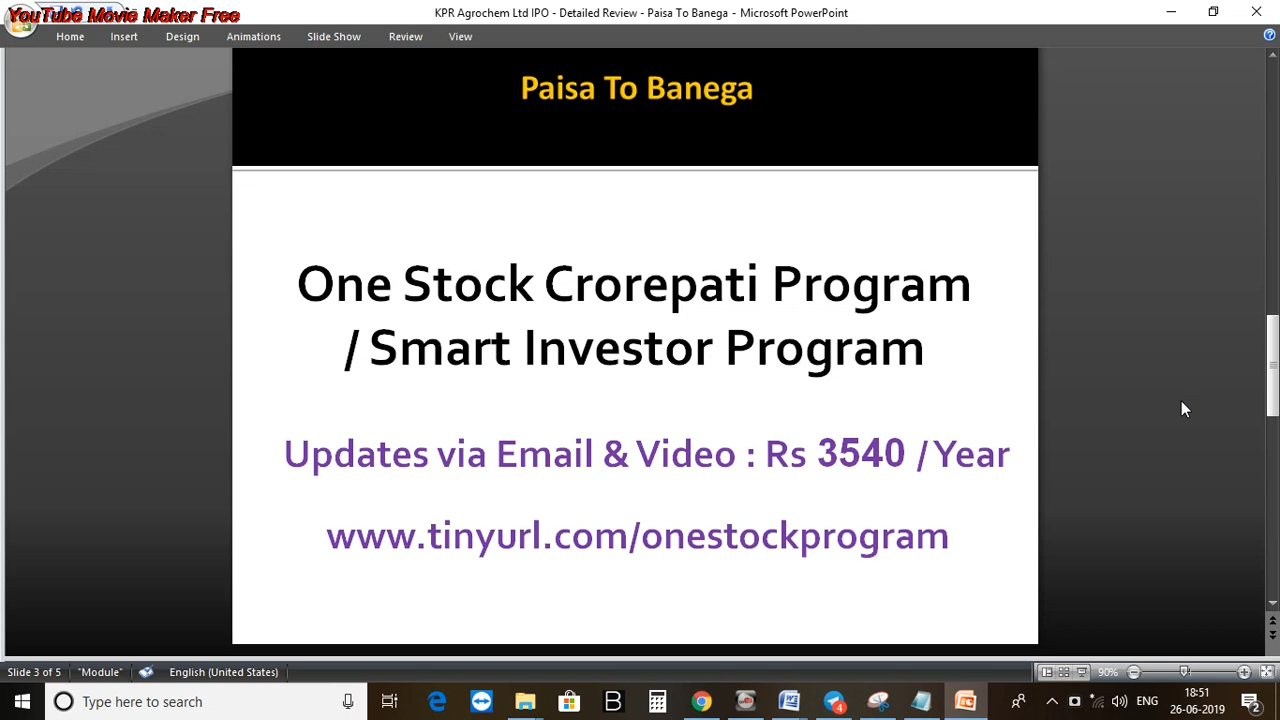 YouTube Movie Maker Free
KPR Agrochem Ltd IPO - Detailed Review - Paisa To Banega - Microsoft PowerPoint
Home Insert Design Animations Slide Show Review View
Paisa To Banega
One Stock Crorepati Program
/ Smart Investor Program
Updates via Email & Video : Rs 3540 / Year
www.tinyurl.com/onestockprogram
Slide 3 of 5 "Module" English (United States) 90%
Type here to search
4
ENG
18:51
26-06-2019
2